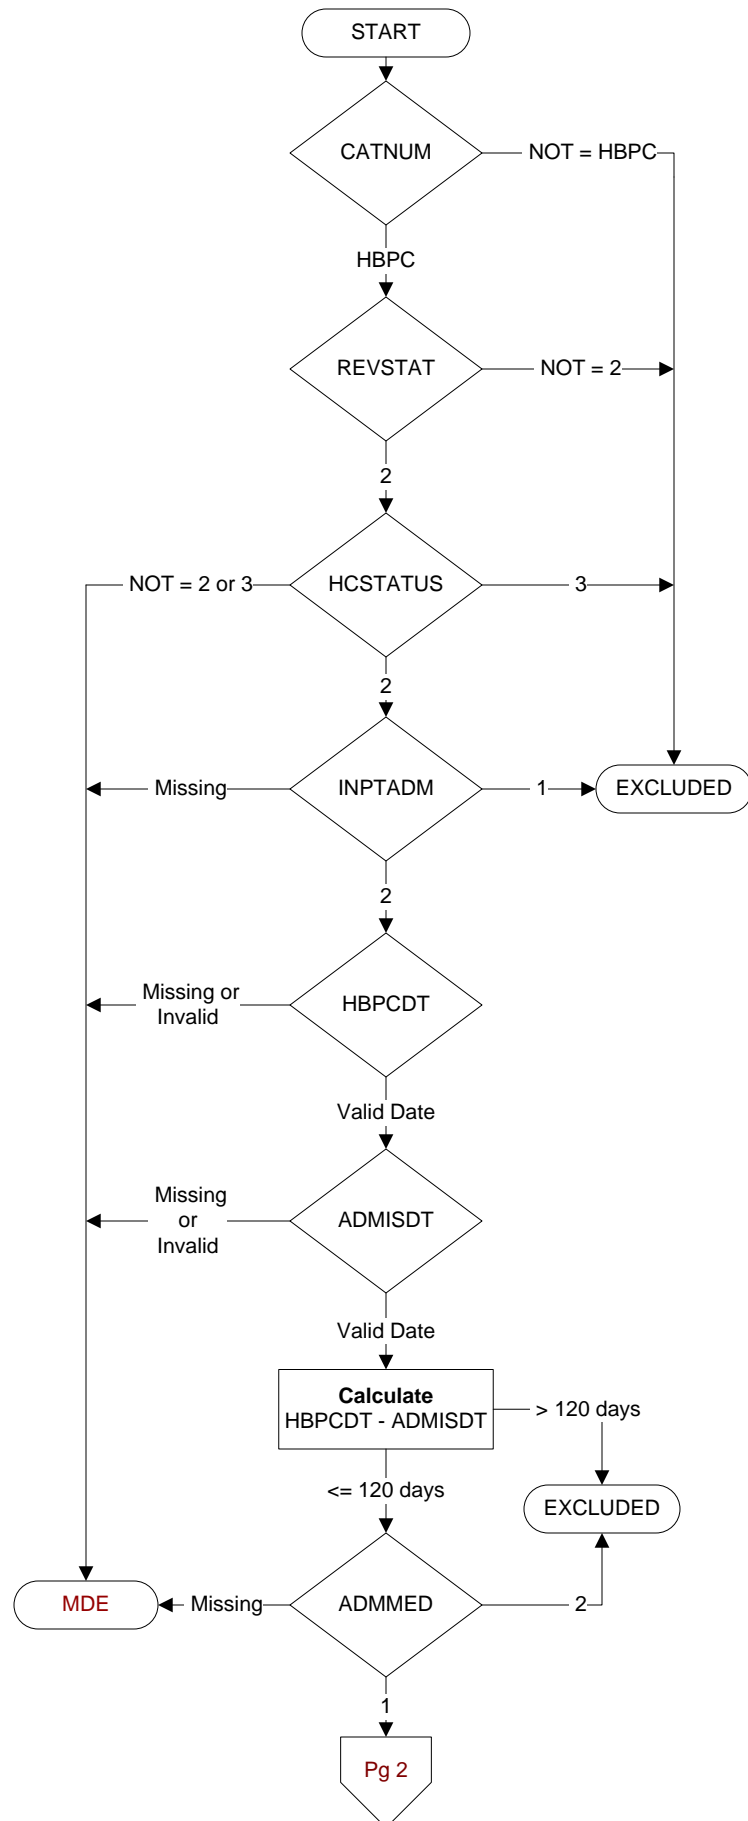 START
CATNUM
NOT = HBPC
HBPC
REVSTAT
NOT = 2
2
NOT = 2 or 3
HCSTATUS
3
2
Missing
INPTADM
1
EXCLUDED
2
Missing or
Invalid
HBPCDT
Valid Date
Missing
or
Invalid
ADMISDT
Valid Date
Calculate
HBPCDT - ADMISDT
> 120 days
<= 120 days
EXCLUDED
MDE
Missing
ADMMED
2
1
Pg 2